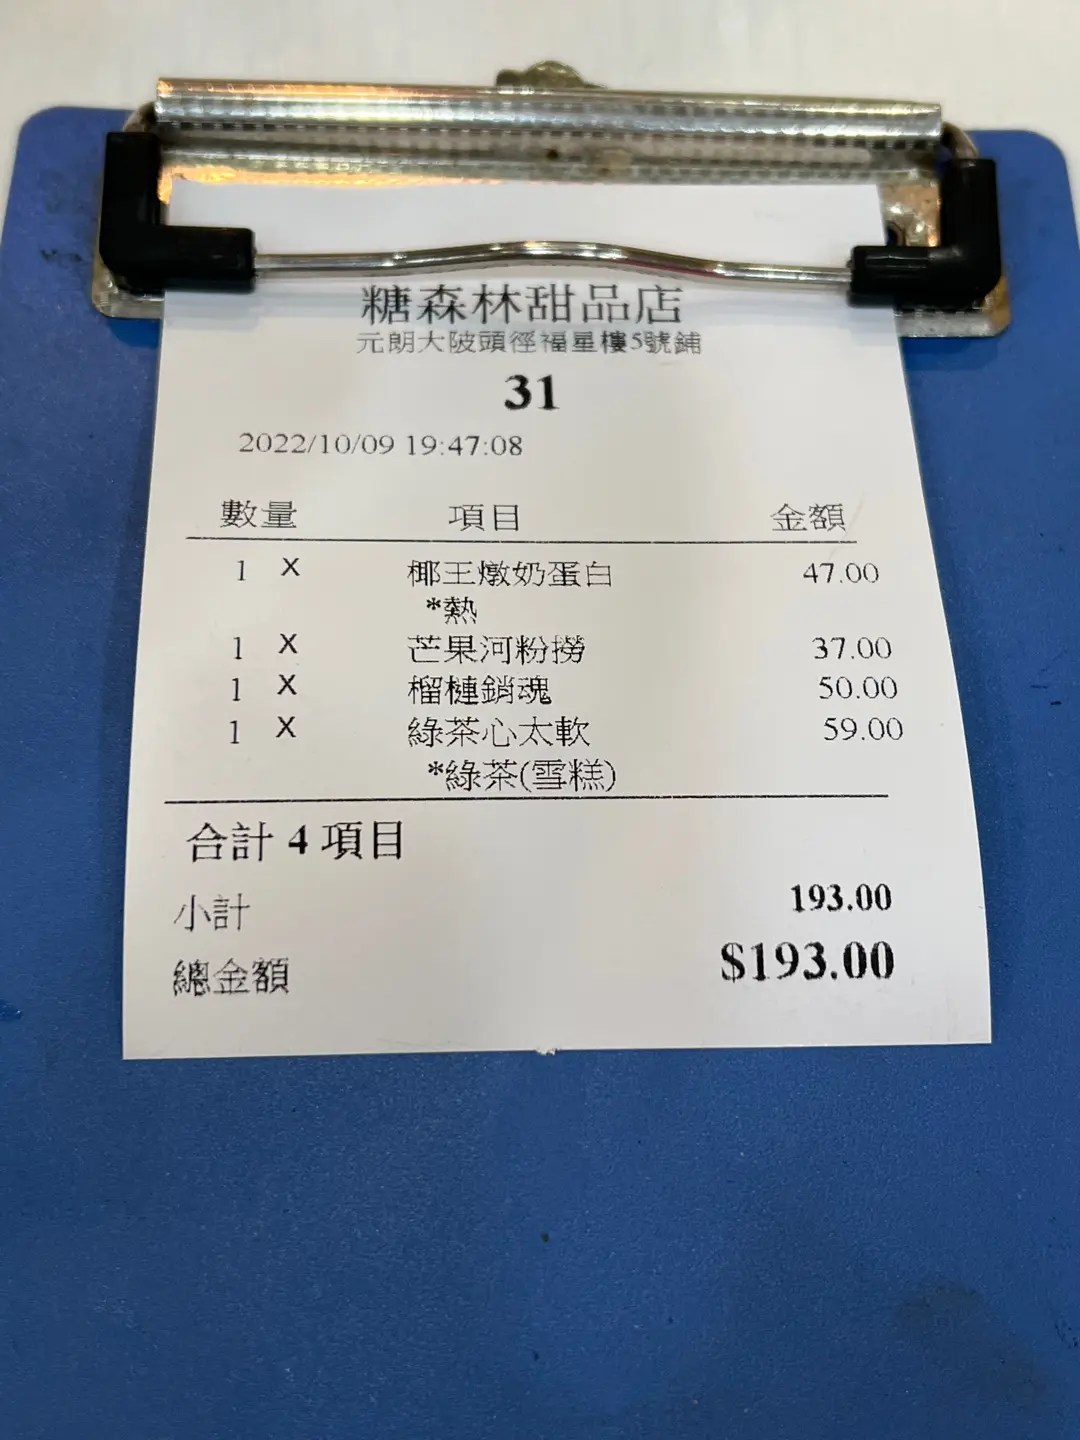 糖森林甜品店
元朗大陂頭徑福星樓5號鋪
31
2022/10/09 19:47:08
數量 項目 金額
1 X 椰王燉奶蛋白 47.00
*熱
1 X 芒果河粉撈 37.00
1 X 榴槤銷魂 50.00
1 X 綠茶心太軟 59.00
*綠茶(雪糕)
合計 4 項目
小計 193.00
總金額 $193.00